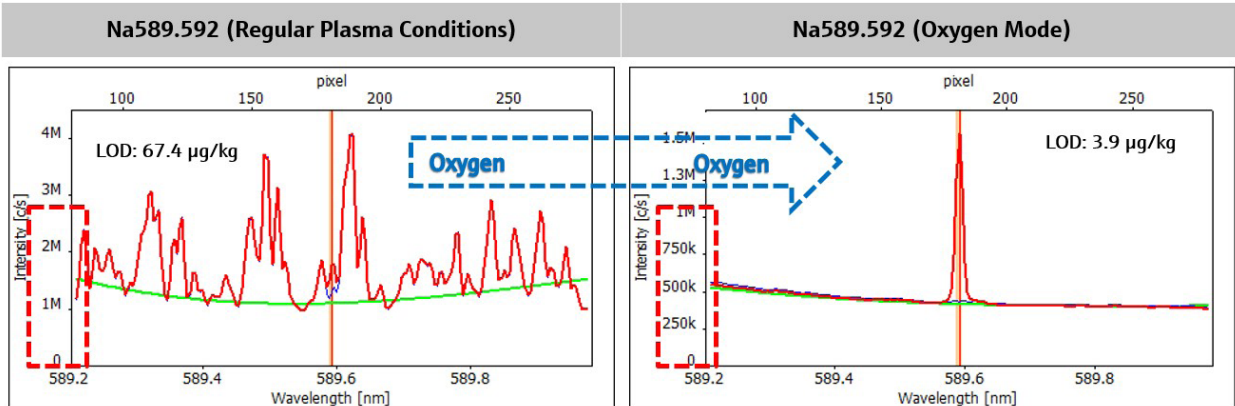 Na589.592 (Regular Plasma Conditions)
Na589.592 (Oxygen Mode)
pixel
100 150 200 250
4M
3M
2M
1M
0
Intensity [c/s]
LOD: 67.4 µg/kg
589.2 589.4 589.6 589.8
Wavelength [nm]
Oxygen
Oxygen
pixel
100 150 200 250
1.5M
1.3M
1M
750k
500k
250k
0
Intensity [c/s]
LOD: 3.9 µg/kg
589.2 589.4 589.6 589.8
Wavelength [nm]